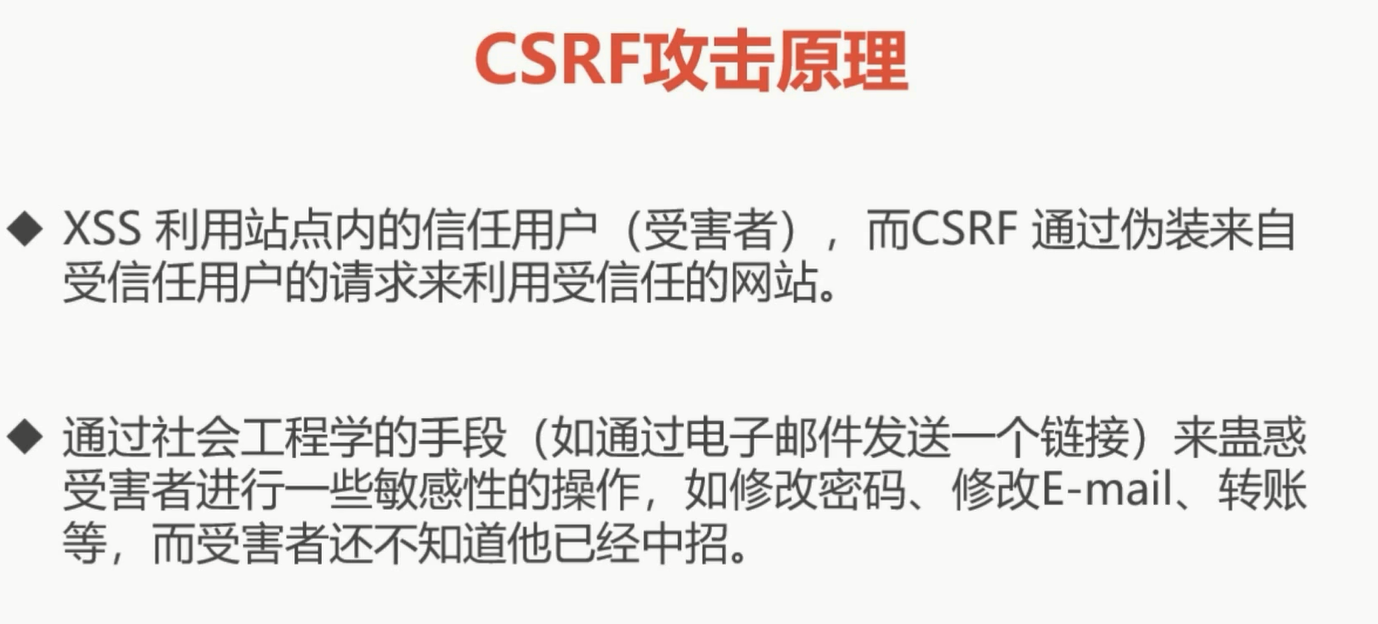 CSRF攻击原理
◆ XSS 利用站点内的信任用户（受害者），而CSRF 通过伪装来自
受信任用户的请求来利用受信任的网站。
◆ 通过社会工程学的手段（如通过电子邮件发送一个链接）来蛊惑
受害者进行一些敏感性的操作，如修改密码、修改E-mail、转账
等，而受害者还不知道他已经中招。